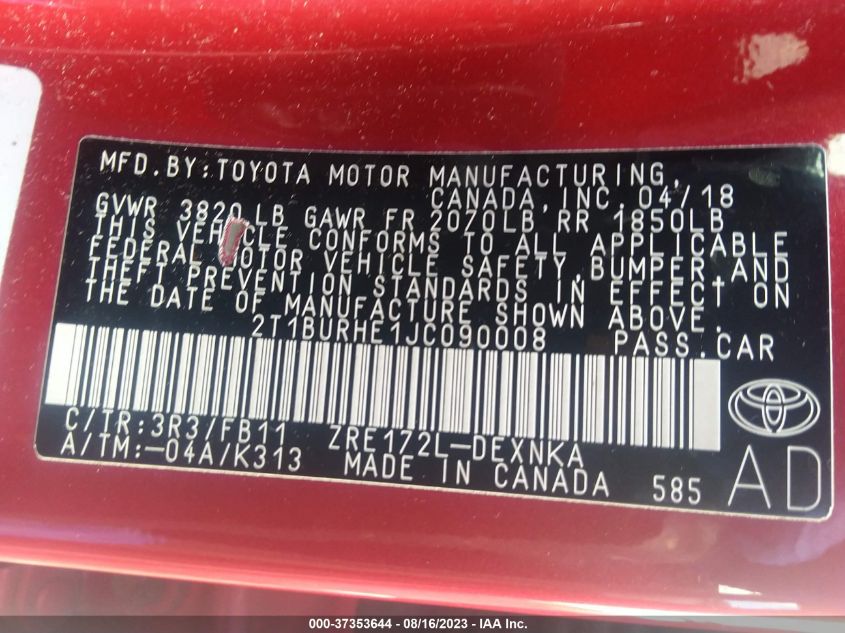 MFD. BY: TOYOTA MOTOR MANUFACTURING,
CANADA, INC. 04/18
GVWR 3820 LB GAWR FR 2070LB RR 1850LB
THIS VEHICLE CONFORMS TO ALL APPLICABLE
FEDERAL MOTOR VEHICLE SAFETY, BUMPER, AND
THEFT PREVENTION STANDARDS IN EFFECT ON
THE DATE OF MANUFACTURE SHOWN ABOVE.
2T1BURHE1JC090008 PASS. CAR
C/TR: 3R3/FB11 ZRE172L-DEXNKA
A/TM: -04A/K313 MADE IN CANADA 585 AD
000-37353644 - 08/16/2023 - IAA Inc.